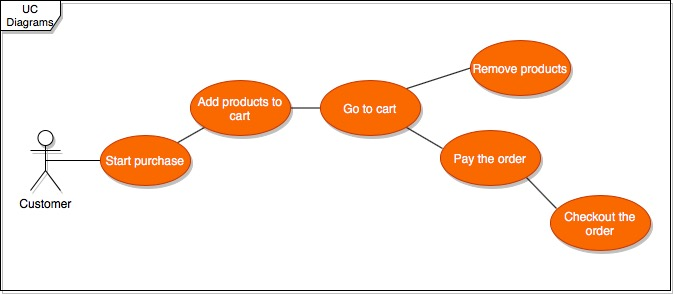 UC
Diagrams
Remove products
Add products to
cart
Go to cart
Start purchase
Pay the order
Customer
Checkout the
order